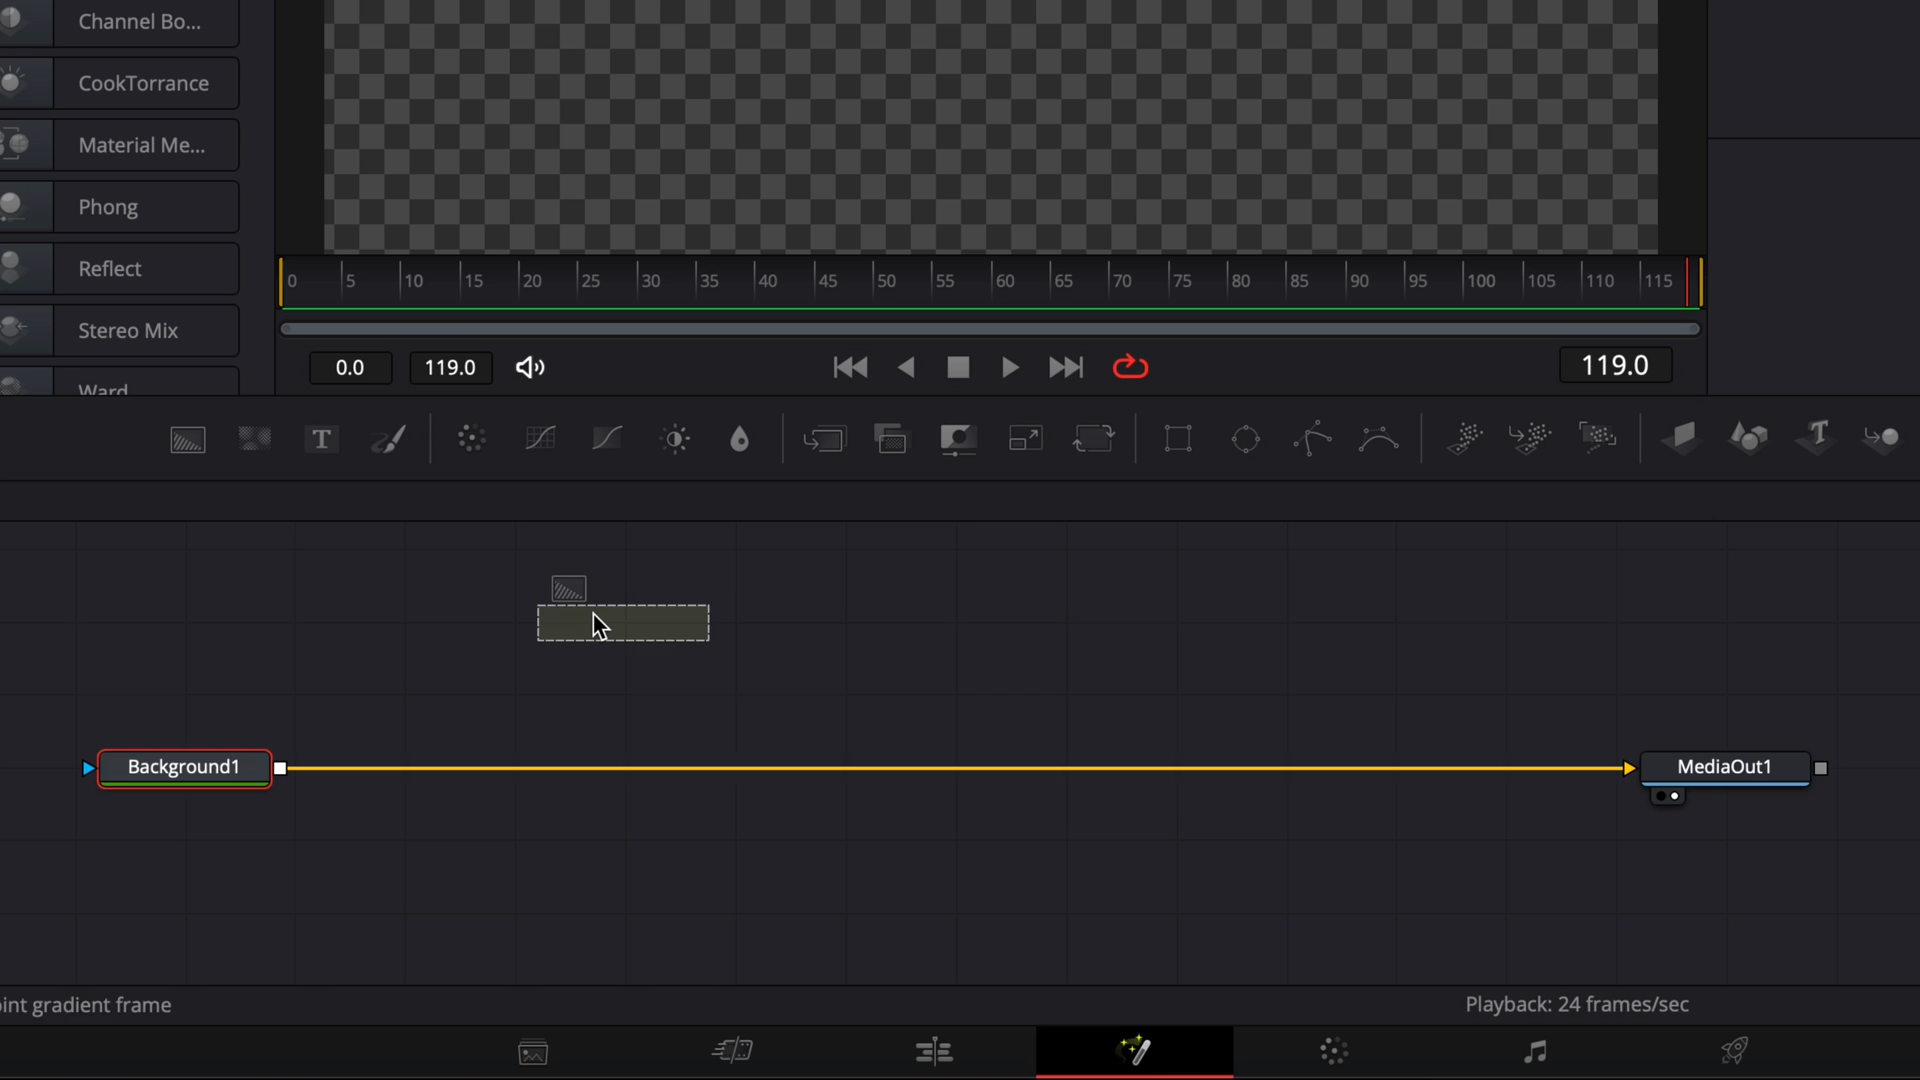 Channel Bo...
CookTorrance
Material Me...
Phong
Reflect
Stereo Mix
Ward
0 5 10 15 20 25 30 35 40 45 50 55 60 65 70 75 80 85 90 95 100 105 110 115
0.0 119.0 119.0
T
T
Background1 MediaOut1
int gradient frame Playback: 24 frames/sec